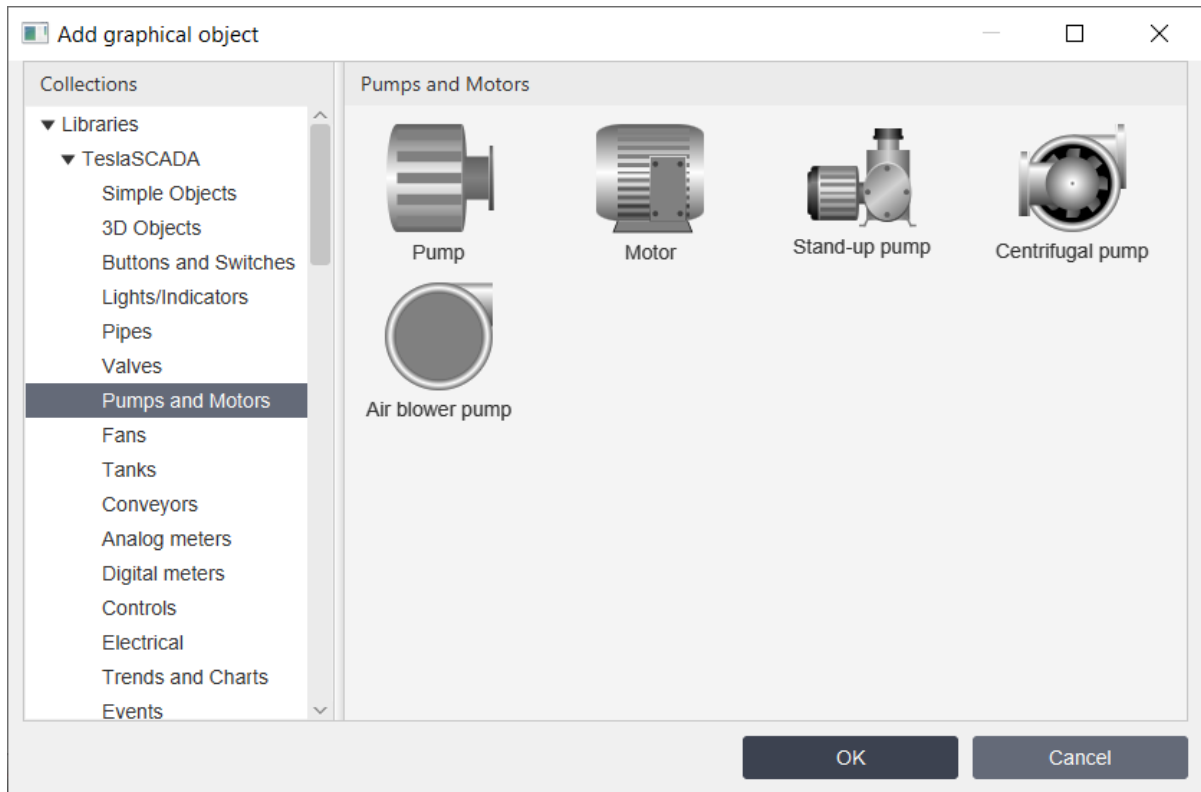 Add graphical object
Collections
Libraries
TeslaSCADA
Simple Objects
3D Objects
Buttons and Switches
Lights/Indicators
Pipes
Valves
Pumps and Motors
Fans
Tanks
Conveyors
Analog meters
Digital meters
Controls
Electrical
Trends and Charts
Events
Pumps and Motors
Pump
Motor
Stand-up pump
Centrifugal pump
Air blower pump
OK
Cancel